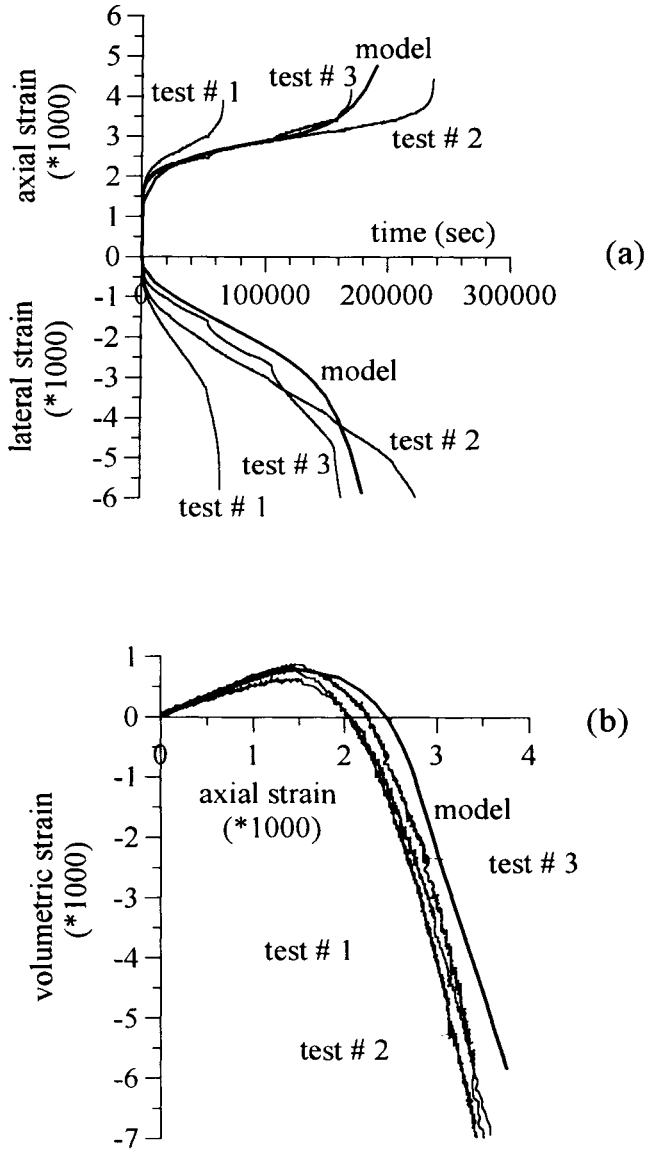 6
5
4
3
2
1
0
-1
-2
-3
-4
-5
-6
axial strain
(*1000)
lateral strain
(*1000)
model
test # 3
test # 1
test # 2
time (sec)
0 100000 200000 300000
(a)
model
test # 2
test # 3
test # 1
1
0
-1
-2
-3
-4
-5
-6
-7
volumetric strain
(*1000)
0 1 2 3 4
(b)
axial strain
(*1000)
model
test # 3
test # 1
test # 2